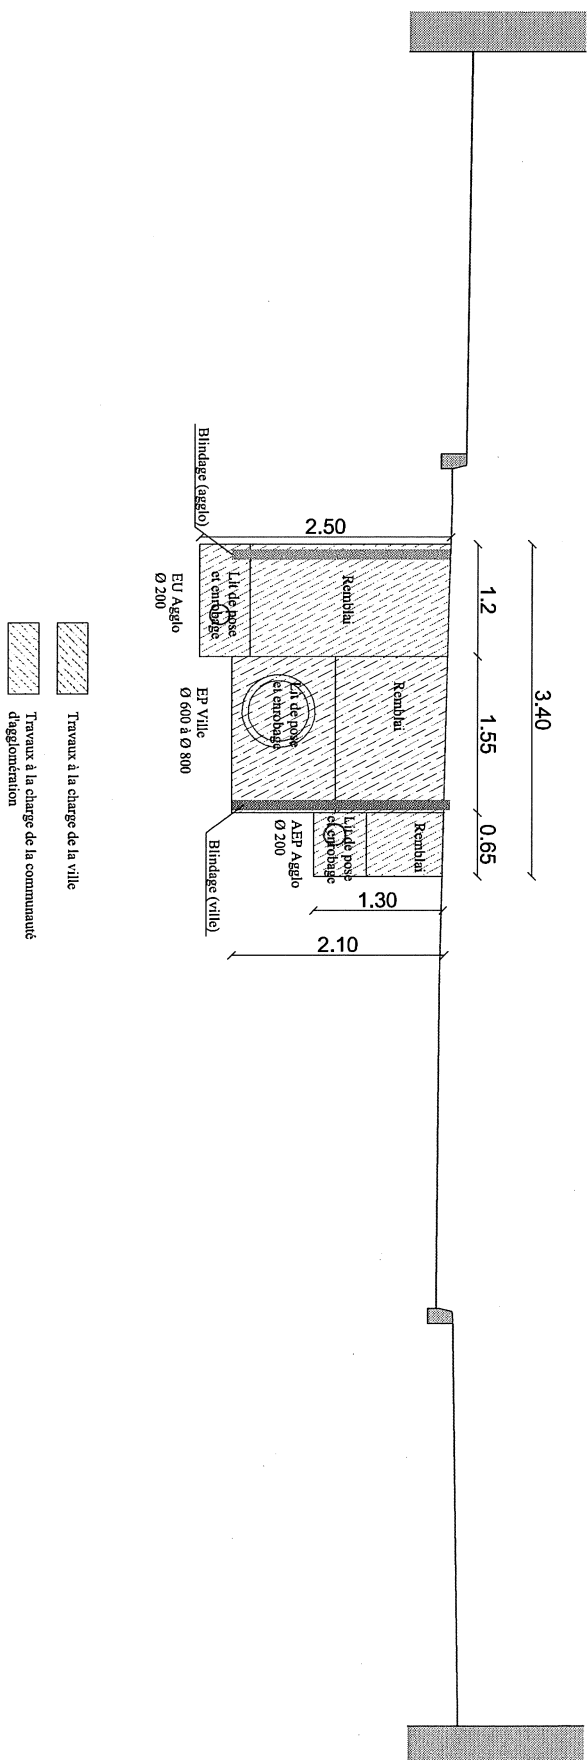 3.40
1.2
1.55
0.65
2.50
1.30
2.10
Remblai
Remblai
Remblai
Lit de pose
et enrobage
Lit de pose
et enrobage
Lit de pose
et enrobage
Blindage (agglo)
EU Agglo
Ø 200
EP Ville
Ø 600 à Ø 800
AEP Agglo
Ø 200
Blindage (ville)
Travaux à la charge de la ville
Travaux à la charge de la communauté
d'agglomération